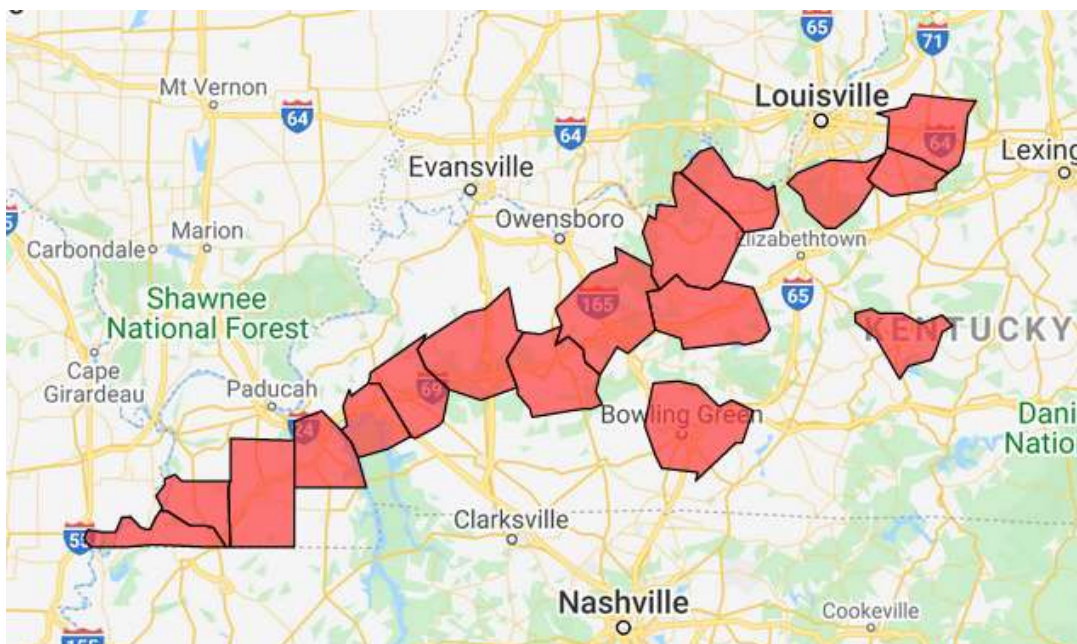 65
71
Mt Vernon
Louisville
64
64
64
Lexing
Evansville
Owensboro
Marion
Carbondale
Elizabethtown
Shawnee
National Forest
165
65
KENTUCKY
Cape
Girardeau
Paducah
69
24
Bowling Green
Dani
Natio
Clarksville
55
Nashville
Cookeville
155